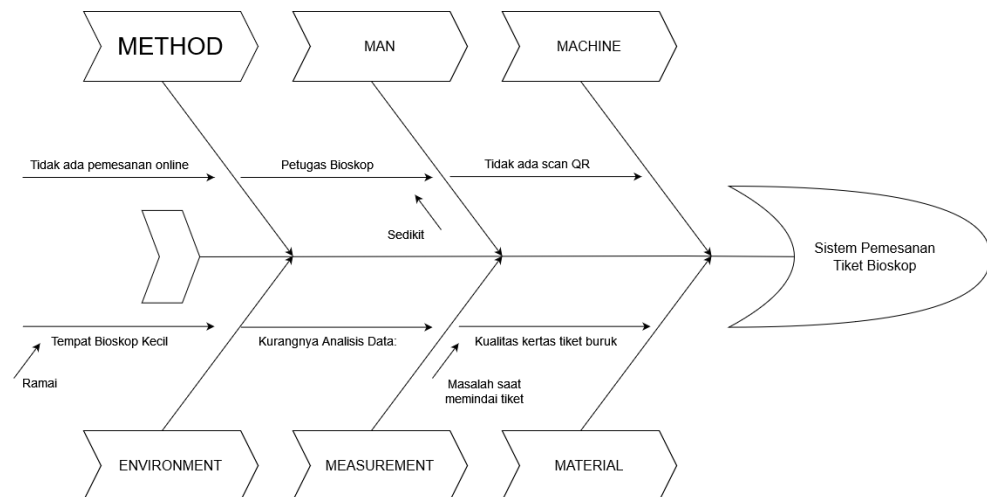 METHOD
MAN
MACHINE
Tidak ada pemesanan online
Petugas Bioskop
Tidak ada scan QR
Sedikit
Sistem Pemesanan
Tiket Bioskop
Tempat Bioskop Kecil
Kurangnya Analisis Data:
Kualitas kertas tiket buruk
Ramai
Masalah saat
memindai tiket
ENVIRONMENT
MEASUREMENT
MATERIAL